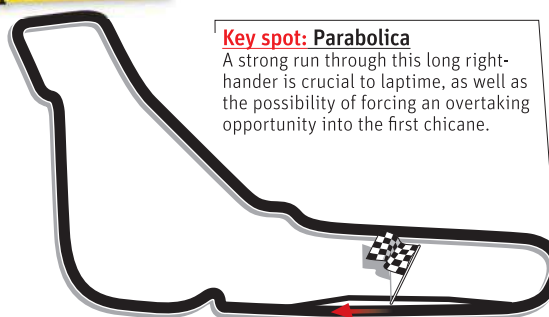 Key spot: Parabolica
A strong run through this long right-
hander is crucial to laptime, as well as
the possibility of forcing an overtaking
opportunity into the first chicane.